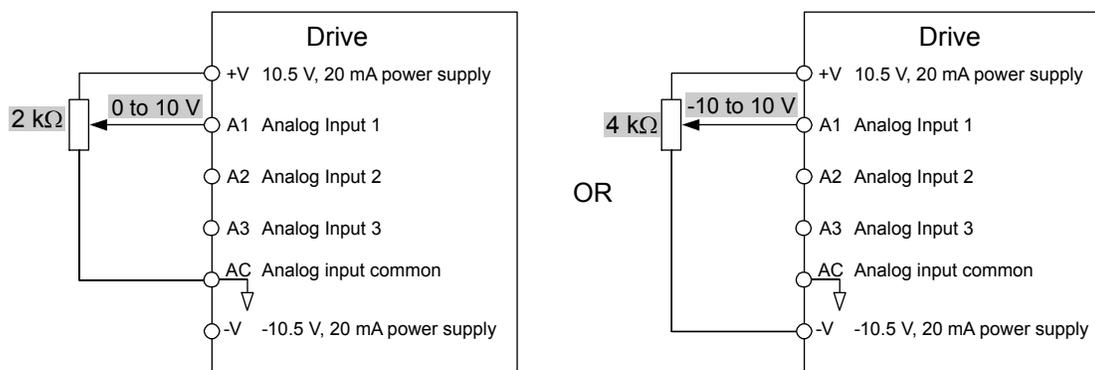 Drive
+V 10.5 V, 20 mA power supply
2 kΩ
0 to 10 V
A1 Analog Input 1
A2 Analog Input 2
A3 Analog Input 3
AC Analog input common
-V -10.5 V, 20 mA power supply
OR
Drive
+V 10.5 V, 20 mA power supply
4 kΩ
-10 to 10 V
A1 Analog Input 1
A2 Analog Input 2
A3 Analog Input 3
AC Analog input common
-V -10.5 V, 20 mA power supply